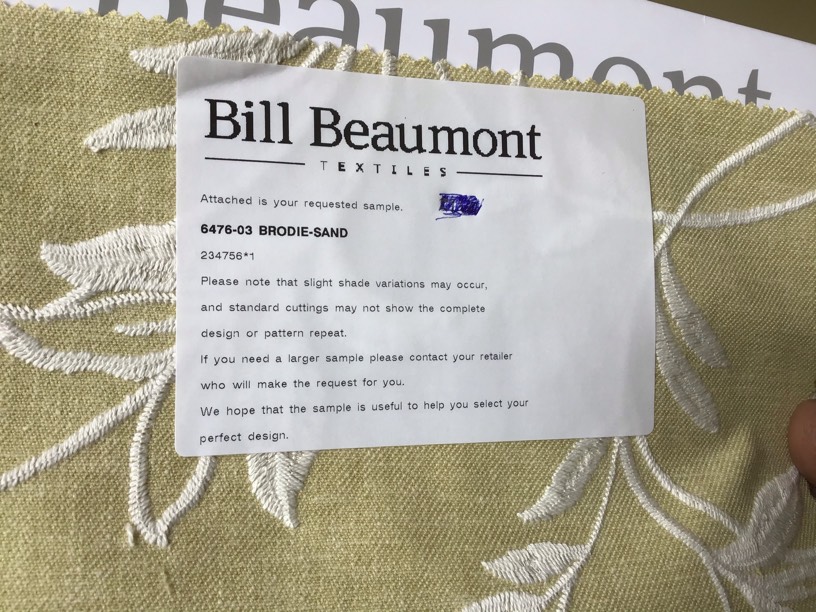 Beaumont
Bill Beaumont
TEXTILES
Attached is your requested sample.
6476-03 BRODIE-SAND
234756*1
Please note that slight shade variations may occur,
and standard cuttings may not show the complete
design or pattern repeat.
If you need a larger sample please contact your retailer
who will make the request for you.
We hope that the sample is useful to help you select your
perfect design.